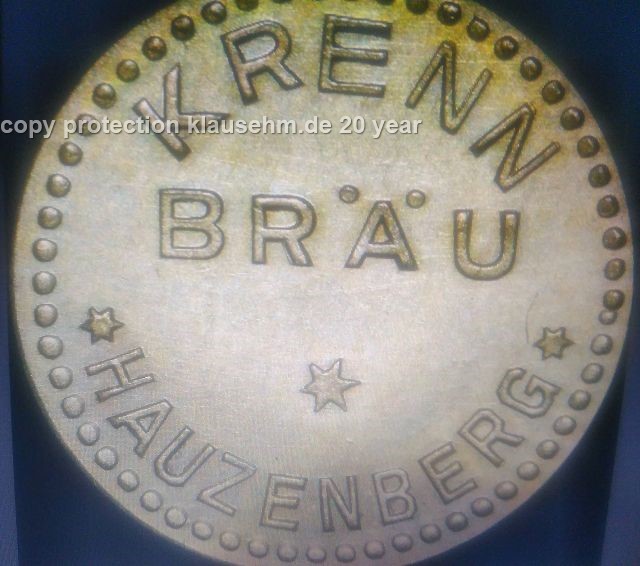 KRENN
copy protection klausehm.de 20 year
BRÄU
HAUZENBERG